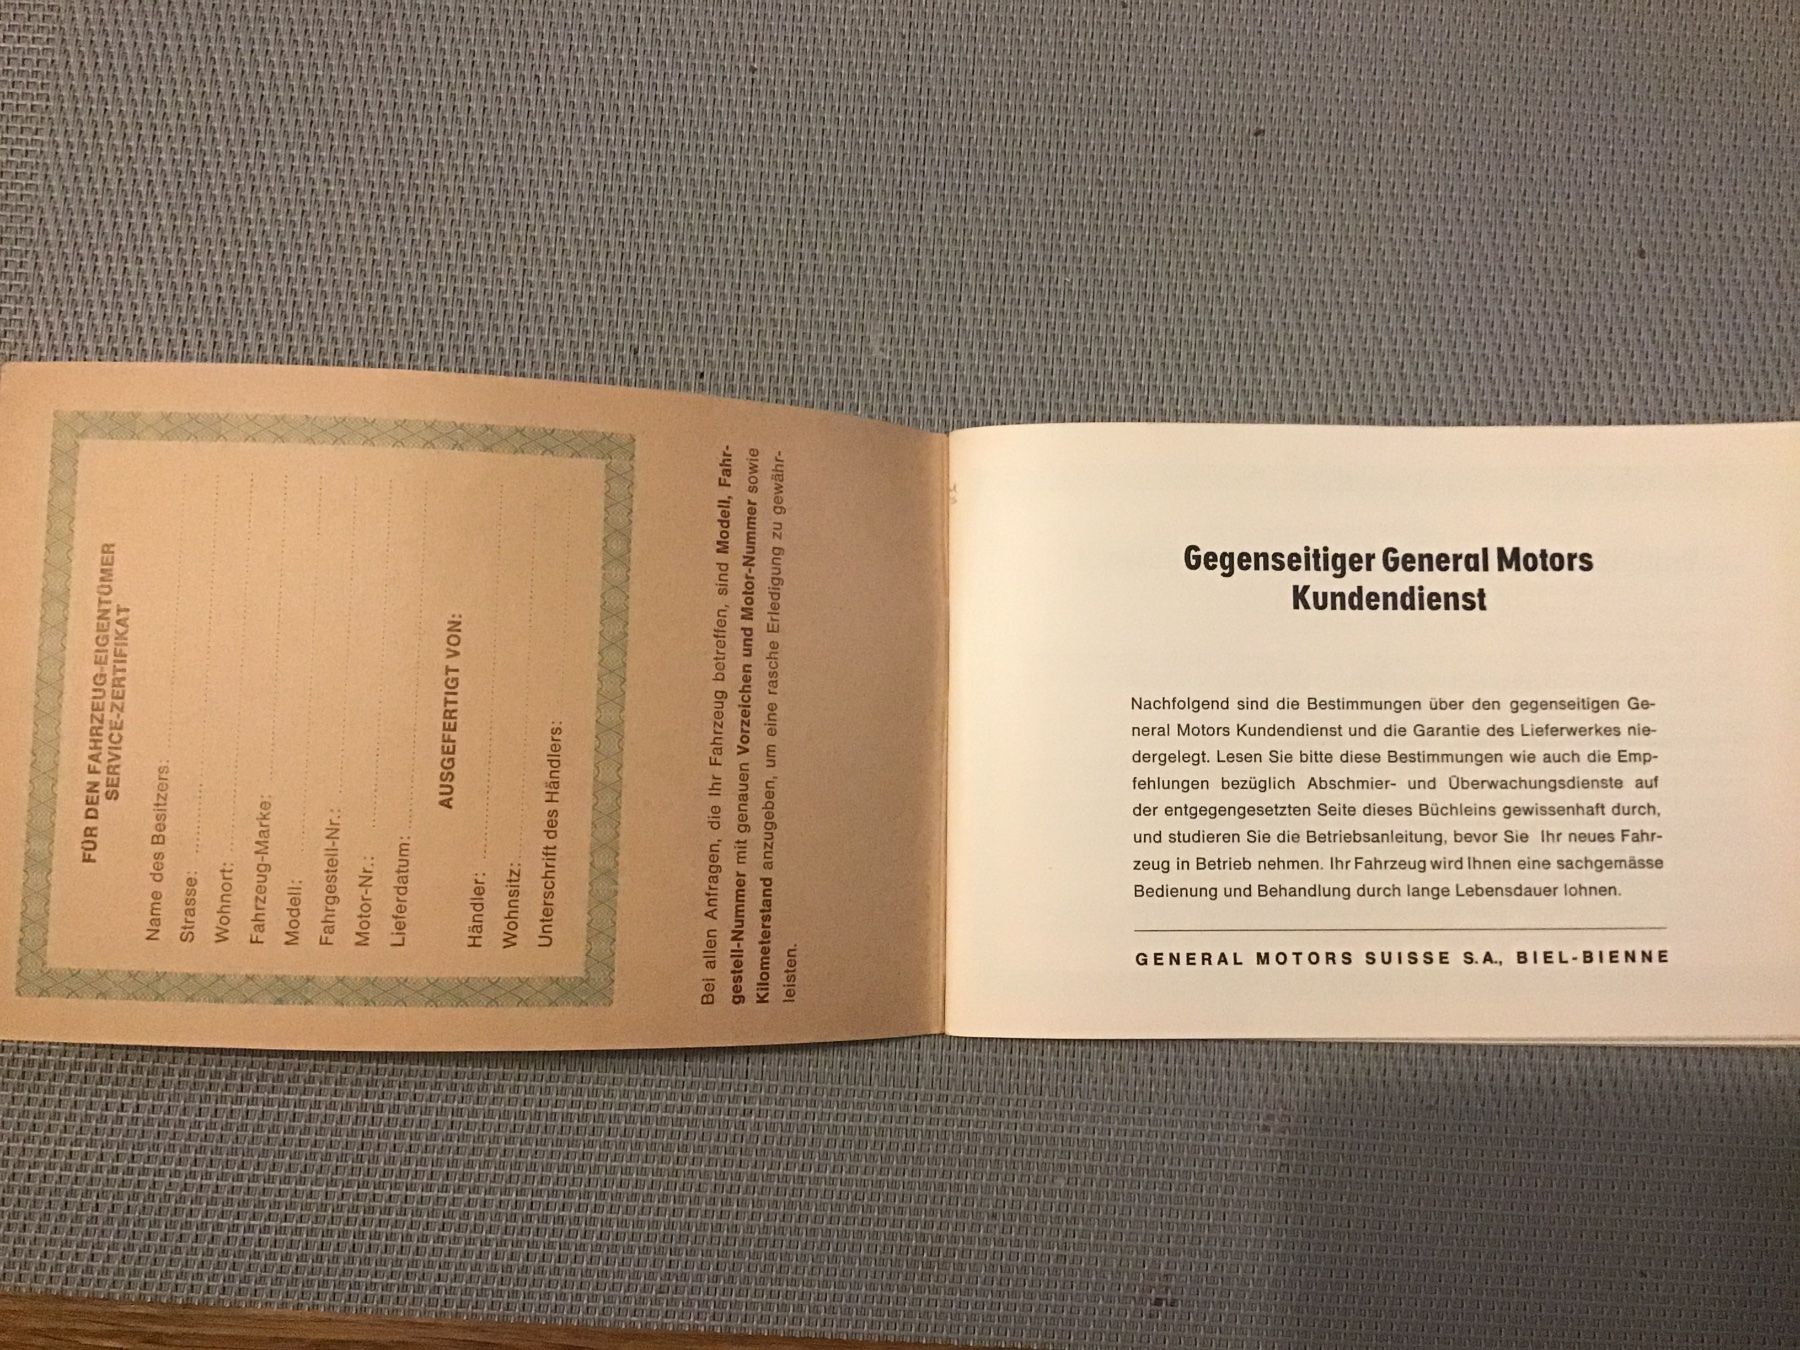 FÜR DEN FAHRZEUG-EIGENTÜMER
SERVICE-ZERTIFIKAT
Name des Besitzers:
Strasse:
Wohnort:
Fahrzeug-Marke:
Modell:
Fahrgestell-Nr.:
Motor-Nr.:
Lieferdatum:
AUSGEFERTIGT VON:
Händler:
Wohnsitz:
Unterschrift des Händlers:
Bei allen Anfragen, die Ihr Fahrzeug betreffen, sind Modell, Fahr-
gestell-Nummer mit genauen Vorzeichen und Motor-Nummer sowie
Kilometerstand anzugeben, um eine rasche Erledigung zu gewähr-
leisten.
Gegenseitiger General Motors
Kundendienst
Nachfolgend sind die Bestimmungen über den gegenseitigen Ge-
neral Motors Kundendienst und die Garantie des Lieferwerkes nie-
dergelegt. Lesen Sie bitte diese Bestimmungen wie auch die Emp-
fehlungen bezüglich Abschmier- und Überwachungsdienste auf
der entgegengesetzten Seite dieses Büchleins gewissenhaft durch,
und studieren Sie die Betriebsanleitung, bevor Sie Ihr neues Fahr-
zeug in Betrieb nehmen. Ihr Fahrzeug wird Ihnen eine sachgemässe
Bedienung und Behandlung durch lange Lebensdauer lohnen.
GENERAL MOTORS SUISSE S.A., BIEL-BIENNE